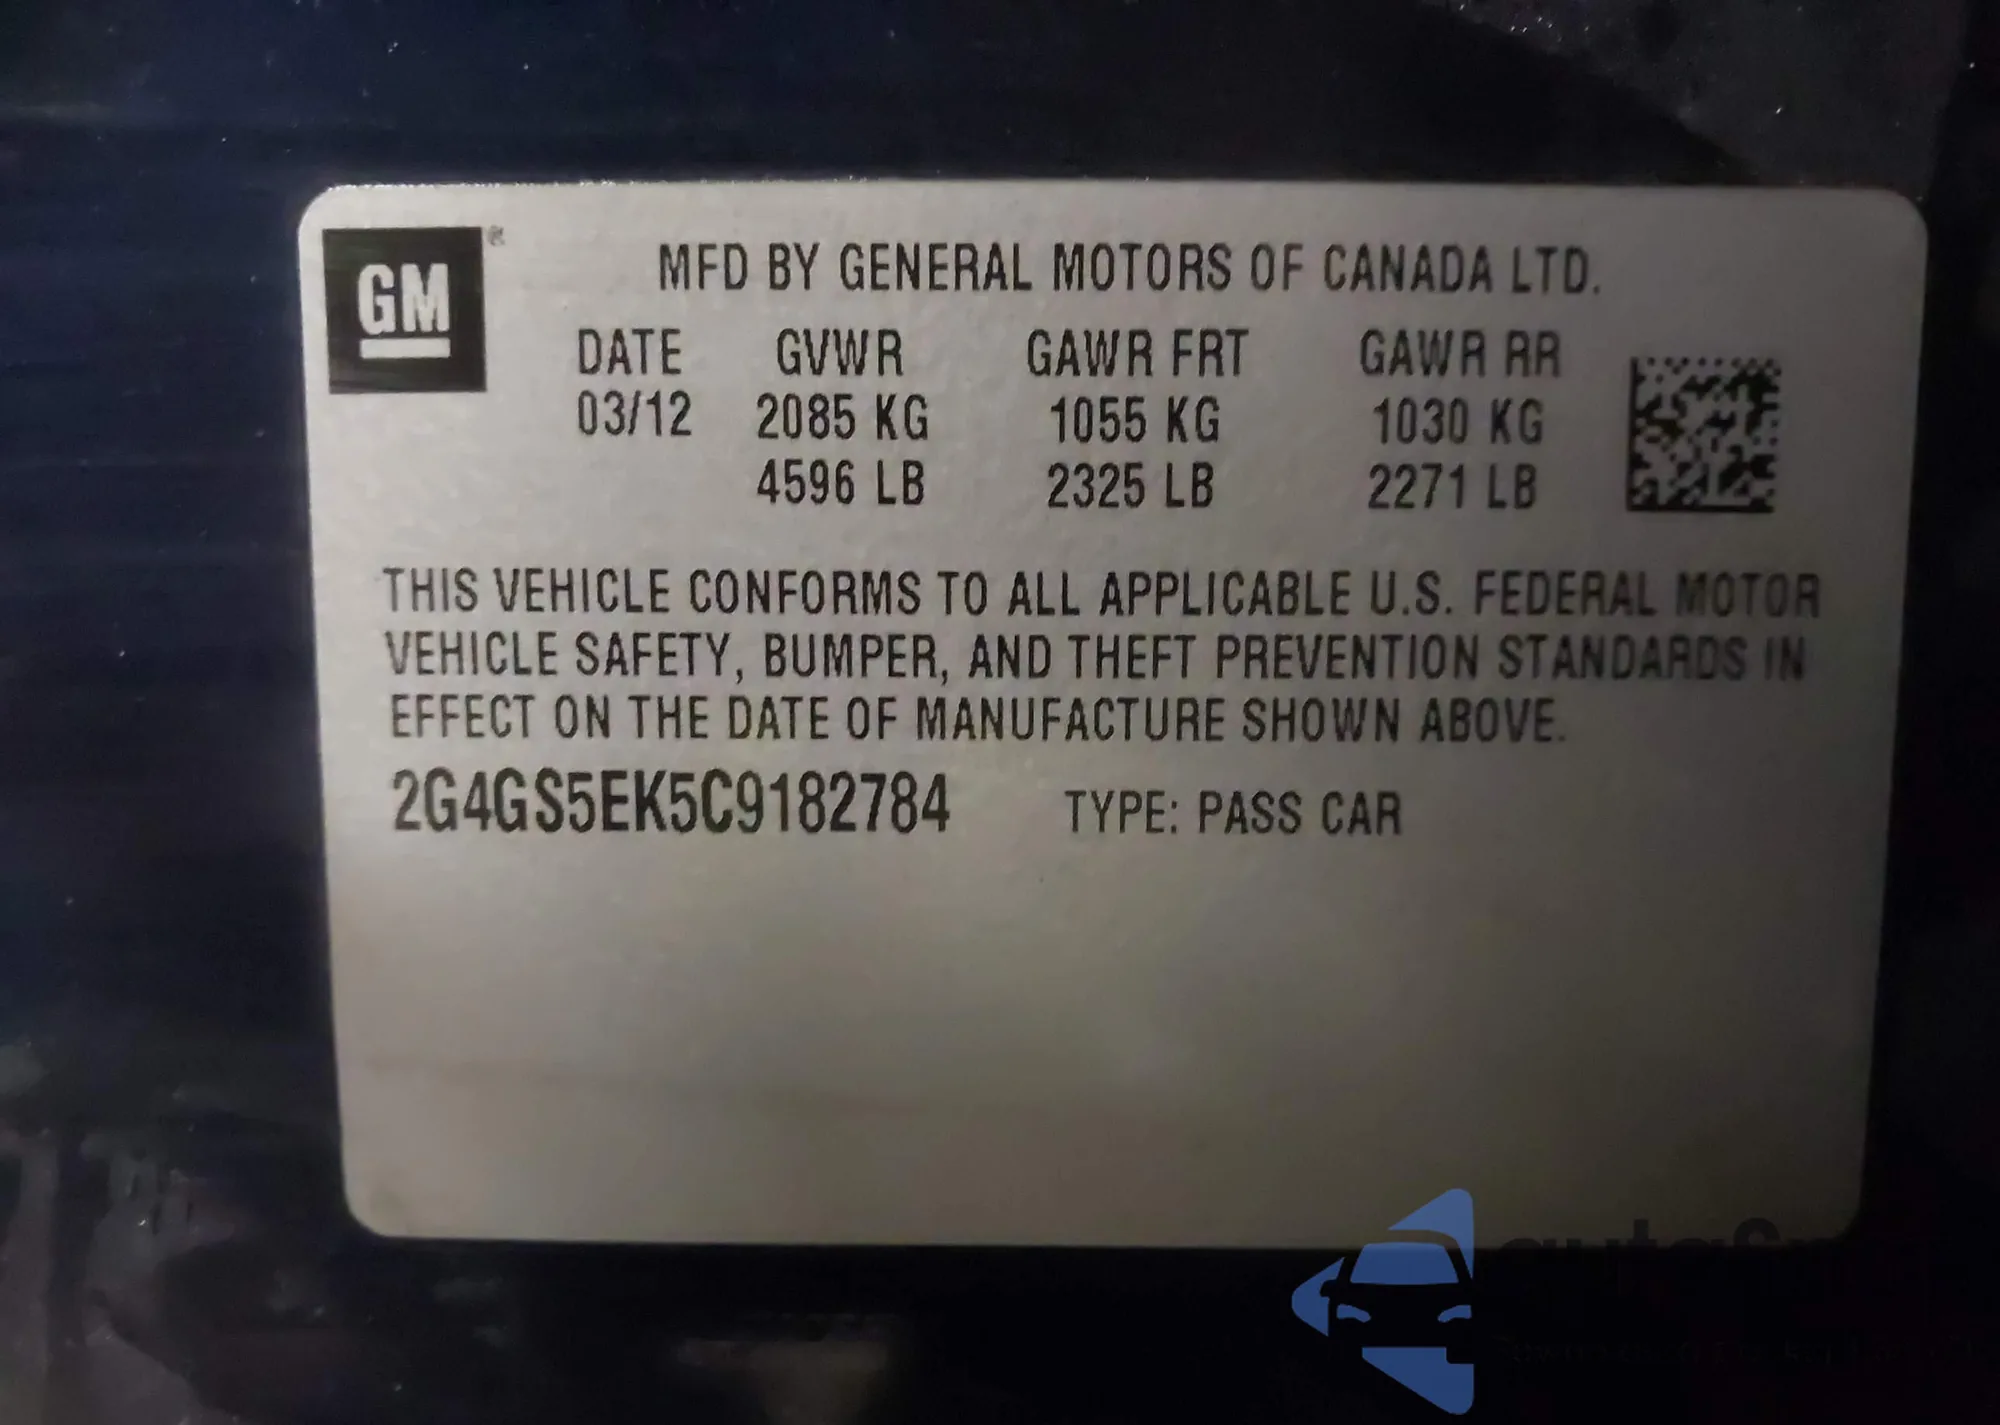 GM®
MFD BY GENERAL MOTORS OF CANADA LTD.
DATE GVWR GAWR FRT GAWR RR
03/12 2085 KG 1055 KG 1030 KG
4596 LB 2325 LB 2271 LB
THIS VEHICLE CONFORMS TO ALL APPLICABLE U.S. FEDERAL MOTOR
VEHICLE SAFETY, BUMPER, AND THEFT PREVENTION STANDARDS IN
EFFECT ON THE DATE OF MANUFACTURE SHOWN ABOVE.
2G4GS5EK5C9182784 TYPE: PASS CAR